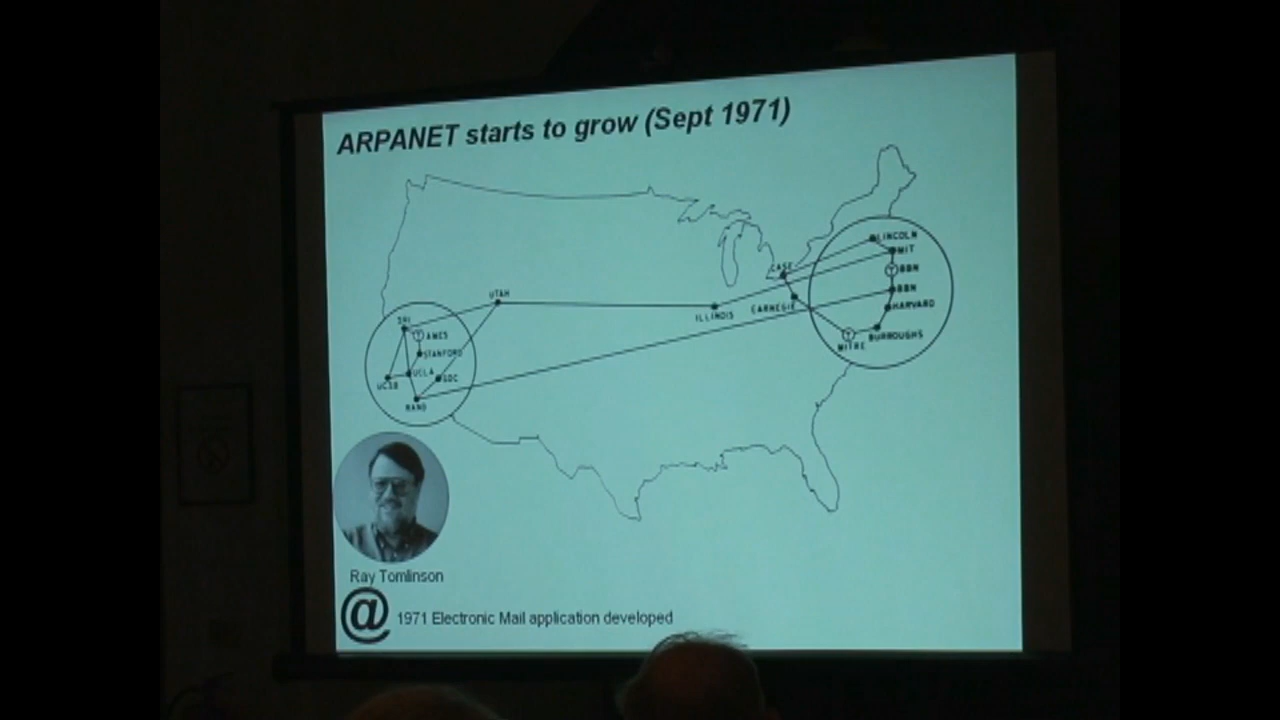 ARPANET starts to grow (Sept 1971)
LINCOLN
MIT
CASE
BBN
UTAH
BBN
ILLINOIS
CARNEGIE
HARVARD
SRI
AMES
BURROUGHS
MITRE
STANFORD
UCLA
SDC
UCSB
RAND
Ray Tomlinson
@ 1971 Electronic Mail application developed